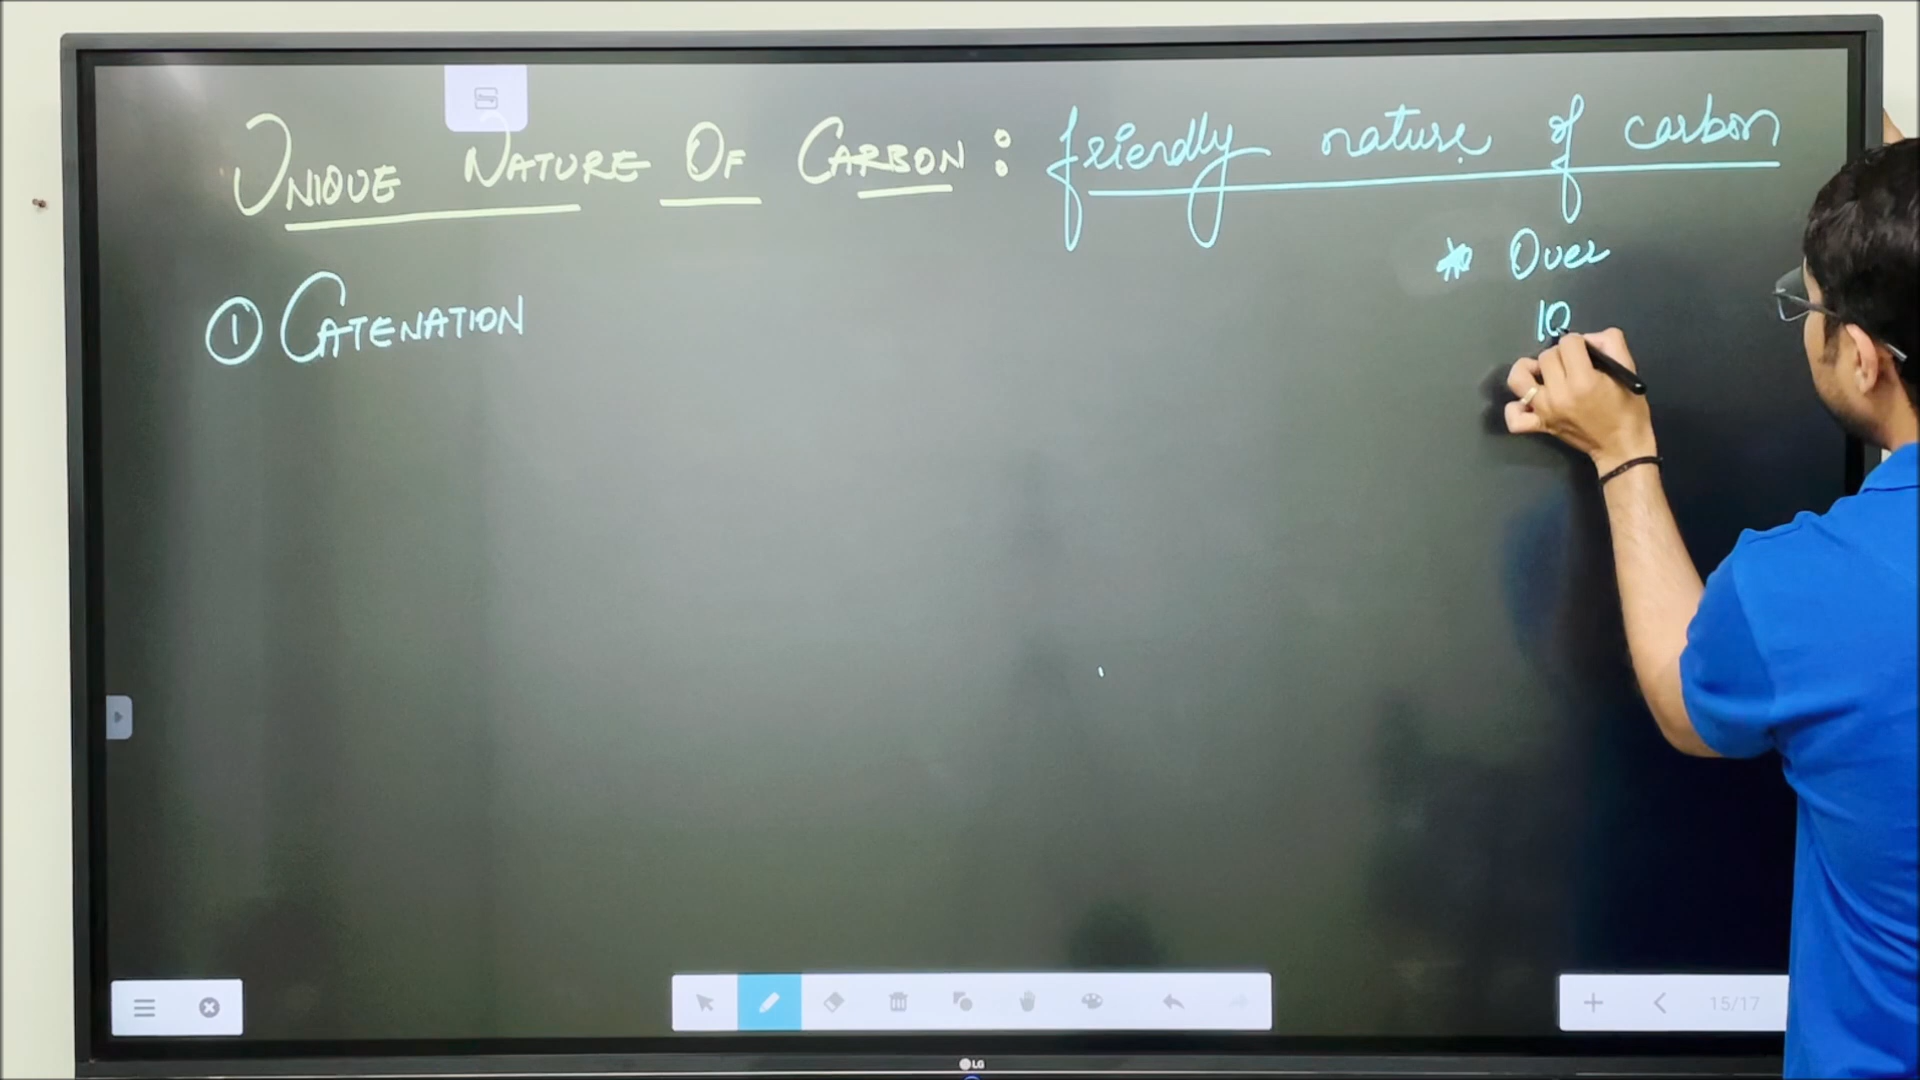 UNIQUE NATURE OF CARBON : friendly nature of carbon
* Over
10
① CATENATION
15/17
LG